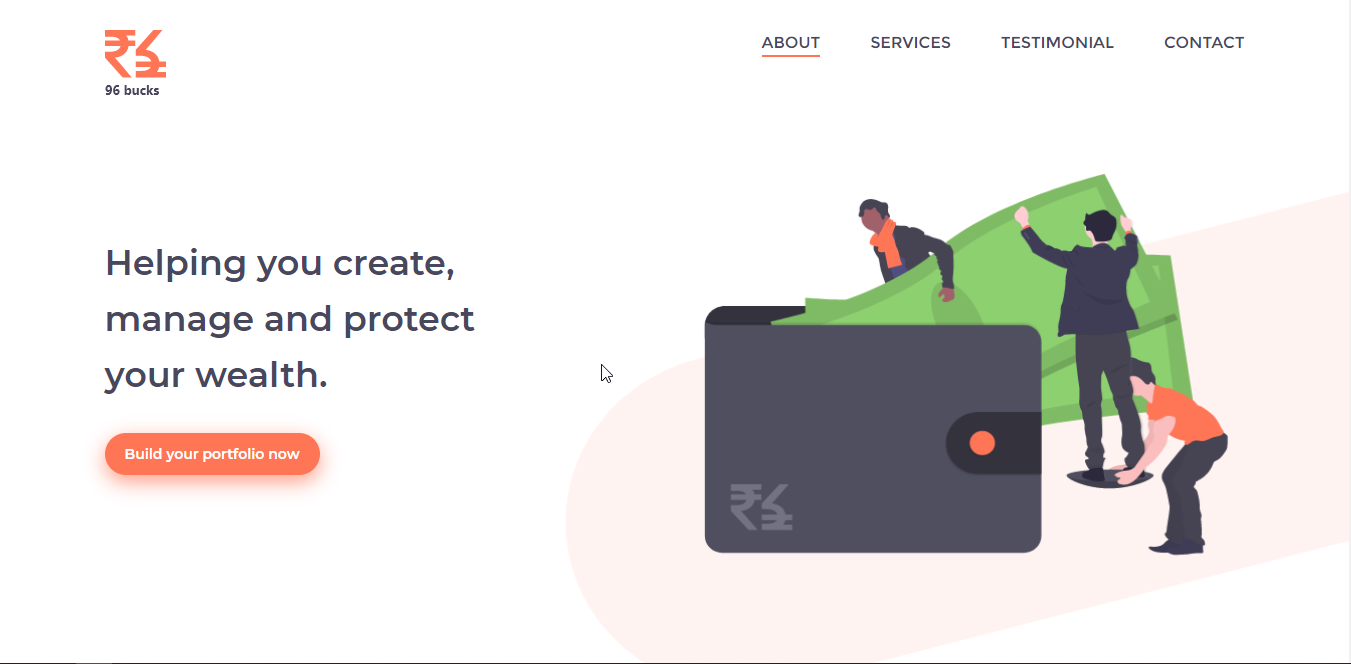 96 bucks
ABOUT
SERVICES
TESTIMONIAL
CONTACT
Helping you create,
manage and protect
your wealth.
Build your portfolio now